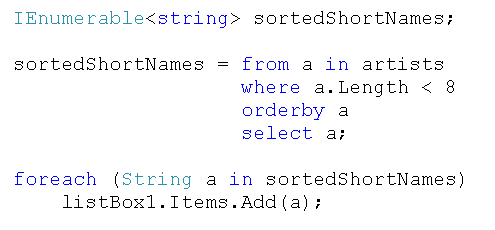 IEnumerable<string> sortedShortNames;
sortedShortNames = from a in artists
where a.Length < 8
orderby a
select a;
foreach (String a in sortedShortNames)
listBox1.Items.Add(a);